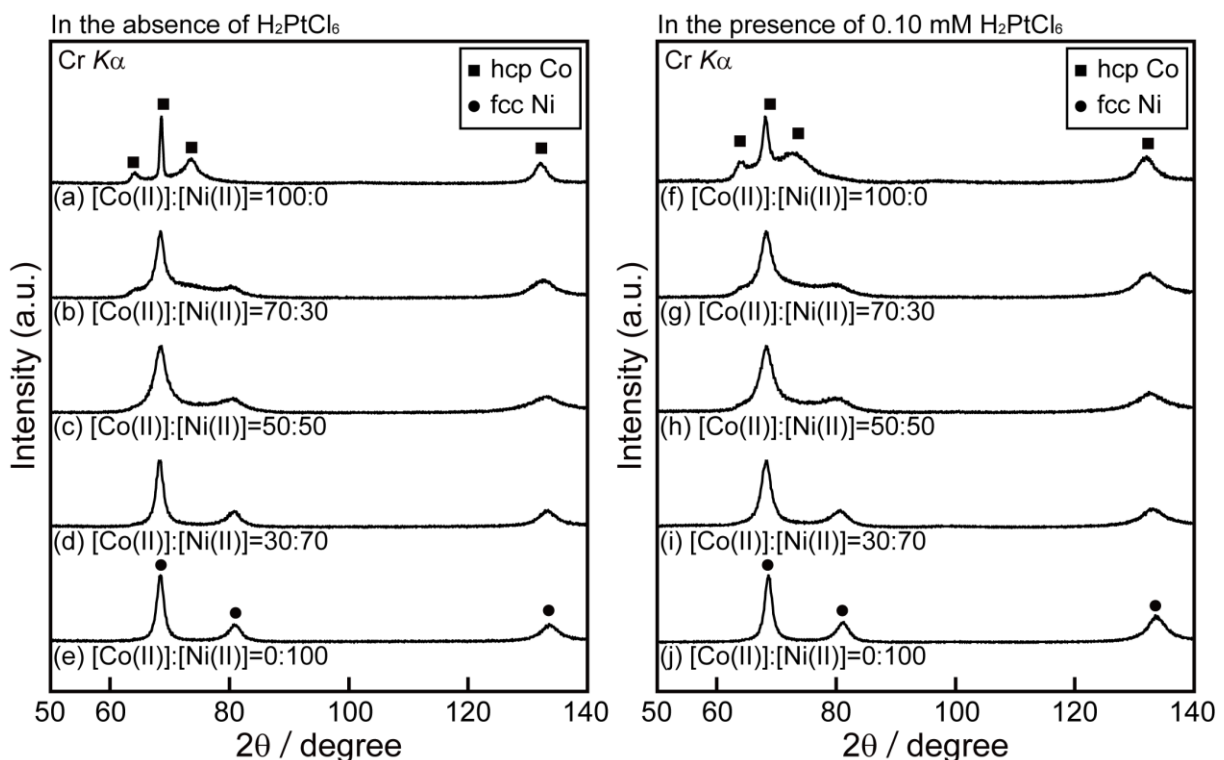 In the absence of H₂PtCl₆
Cr Kα
■ hcp Co
● fcc Ni
(a) [Co(II)]:[Ni(II)]=100:0
(b) [Co(II)]:[Ni(II)]=70:30
(c) [Co(II)]:[Ni(II)]=50:50
(d) [Co(II)]:[Ni(II)]=30:70
(e) [Co(II)]:[Ni(II)]=0:100
Intensity (a.u.)
50 60 80 100 120 140
2θ / degree
In the presence of 0.10 mM H₂PtCl₆
Cr Kα
■ hcp Co
● fcc Ni
(f) [Co(II)]:[Ni(II)]=100:0
(g) [Co(II)]:[Ni(II)]=70:30
(h) [Co(II)]:[Ni(II)]=50:50
(i) [Co(II)]:[Ni(II)]=30:70
(j) [Co(II)]:[Ni(II)]=0:100
Intensity (a.u.)
50 60 80 100 120 140
2θ / degree